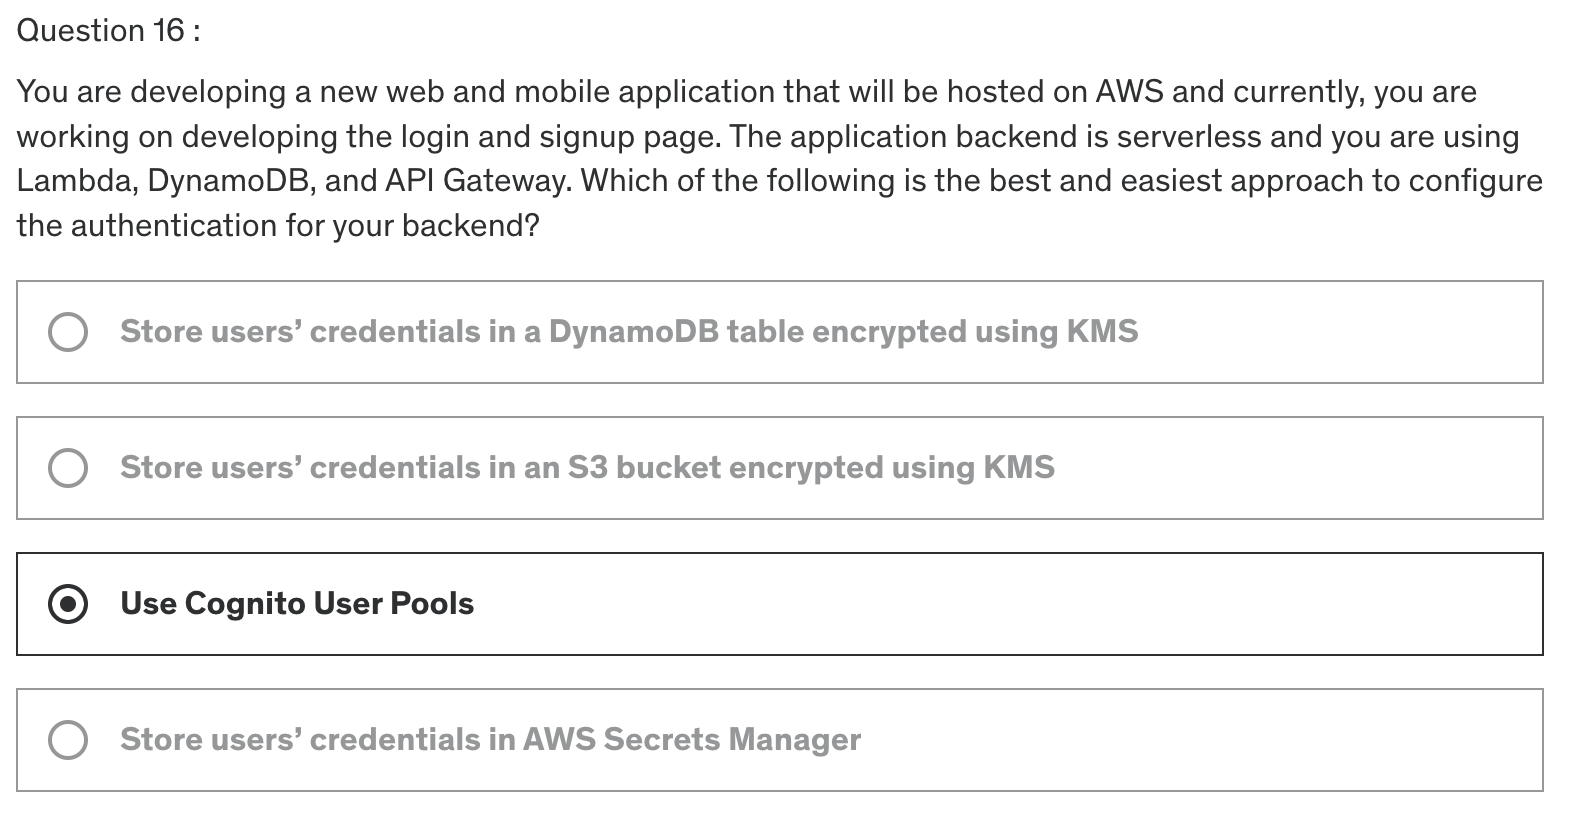 Question 16 :
You are developing a new web and mobile application that will be hosted on AWS and currently, you are
working on developing the login and signup page. The application backend is serverless and you are using
Lambda, DynamoDB, and API Gateway. Which of the following is the best and easiest approach to configure
the authentication for your backend?
Store users’ credentials in a DynamoDB table encrypted using KMS
Store users’ credentials in an S3 bucket encrypted using KMS
Use Cognito User Pools
Store users’ credentials in AWS Secrets Manager